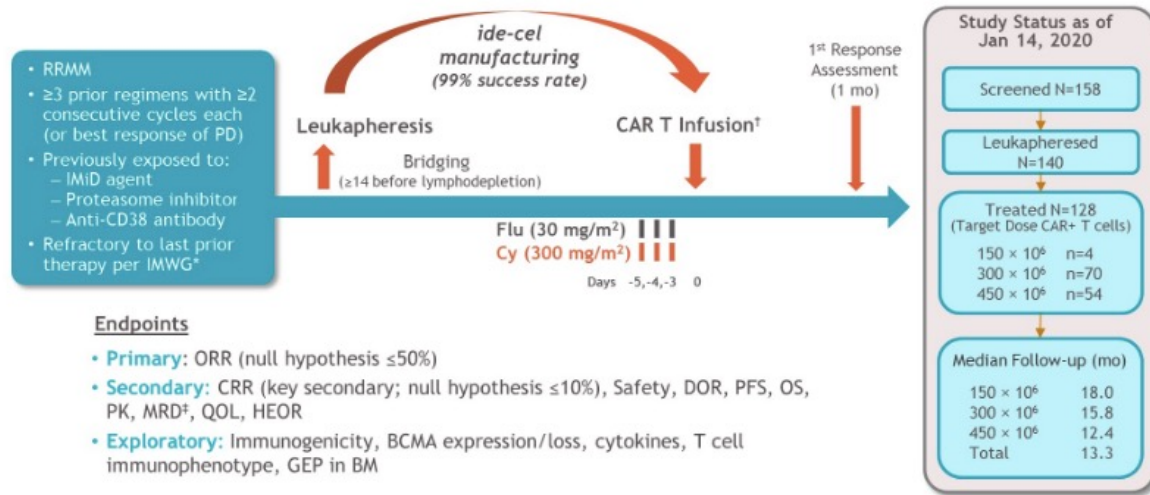 • RRMM
• ≥3 prior regimens with ≥2
consecutive cycles each
(or best response of PD)
• Previously exposed to:
– IMiD agent
– Proteasome inhibitor
– Anti-CD38 antibody
• Refractory to last prior
therapy per IMWG*
ide-cel
manufacturing
(99% success rate)
Leukapheresis
CAR T Infusion†
1st Response
Assessment
(1 mo)
Bridging
(≥14 before lymphodepletion)
Flu (30 mg/m²)
Cy (300 mg/m²)
Days -5,-4,-3 0
Endpoints
• Primary: ORR (null hypothesis ≤50%)
• Secondary: CRR (key secondary; null hypothesis ≤10%), Safety, DOR, PFS, OS,
PK, MRD‡, QOL, HEOR
• Exploratory: Immunogenicity, BCMA expression/loss, cytokines, T cell
immunophenotype, GEP in BM
Study Status as of
Jan 14, 2020
Screened N=158
Leukapheresed
N=140
Treated N=128
(Target Dose CAR+ T cells)
150 × 10⁶ n=4
300 × 10⁶ n=70
450 × 10⁶ n=54
Median Follow-up (mo)
150 × 10⁶ 18.0
300 × 10⁶ 15.8
450 × 10⁶ 12.4
Total 13.3